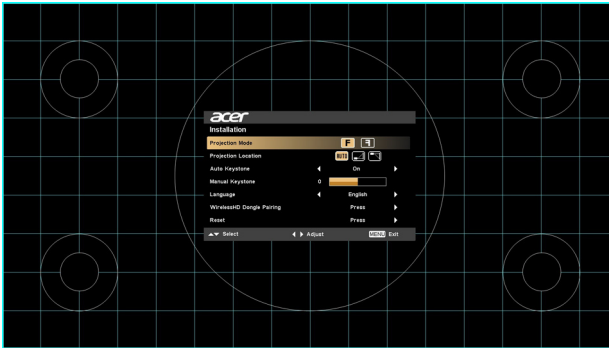 acer
Installation
Projection Mode F F
Projection Location AUTO
Auto Keystone On
Manual Keystone 0
Language English
WirelessHD Dongle Pairing Press
Reset Press
Select Adjust MENU Exit